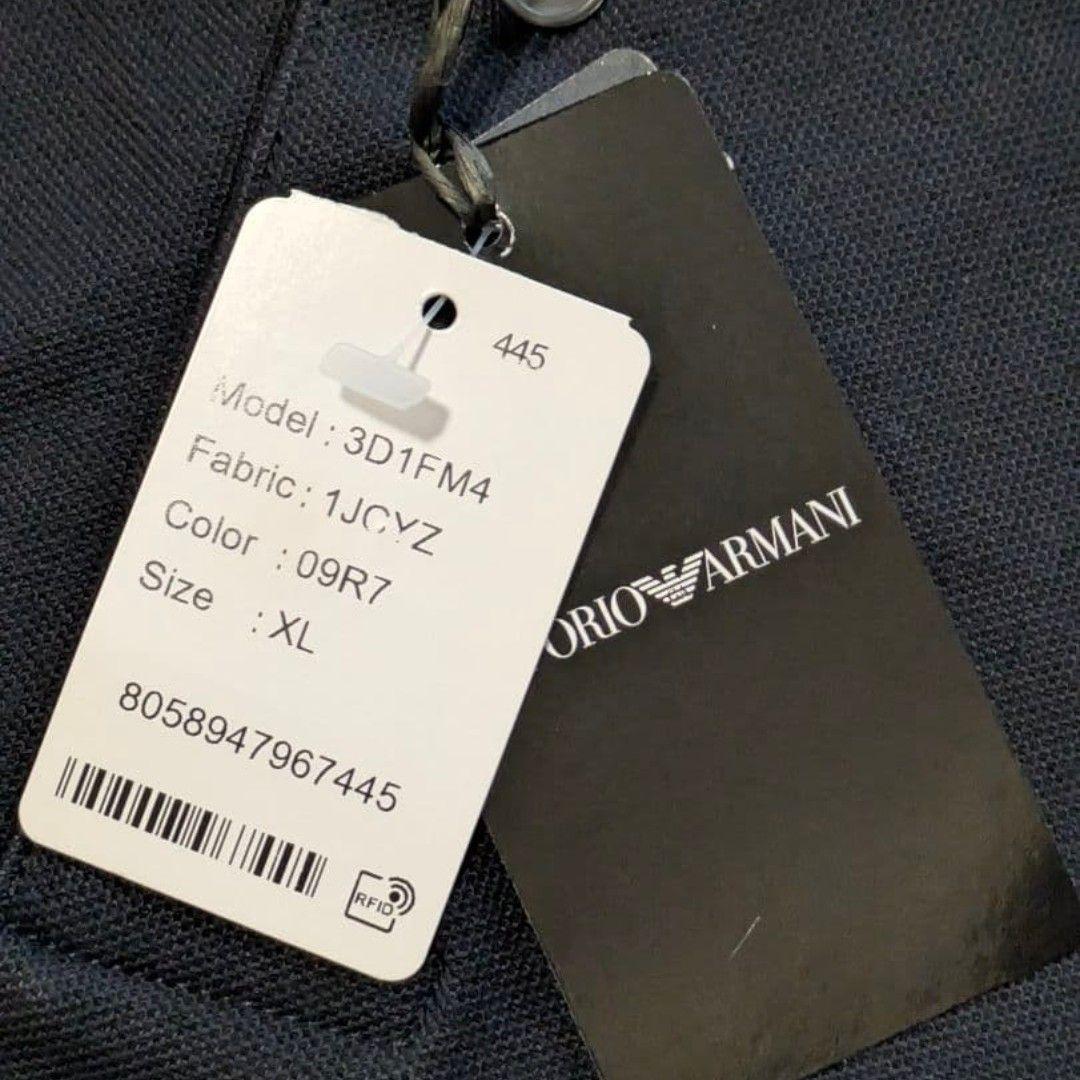 445
Model : 3D1FM4
Fabric : 1JCYZ
Color : 09R7
Size : XL
8058947967445
RFID
ORIO ARMANI